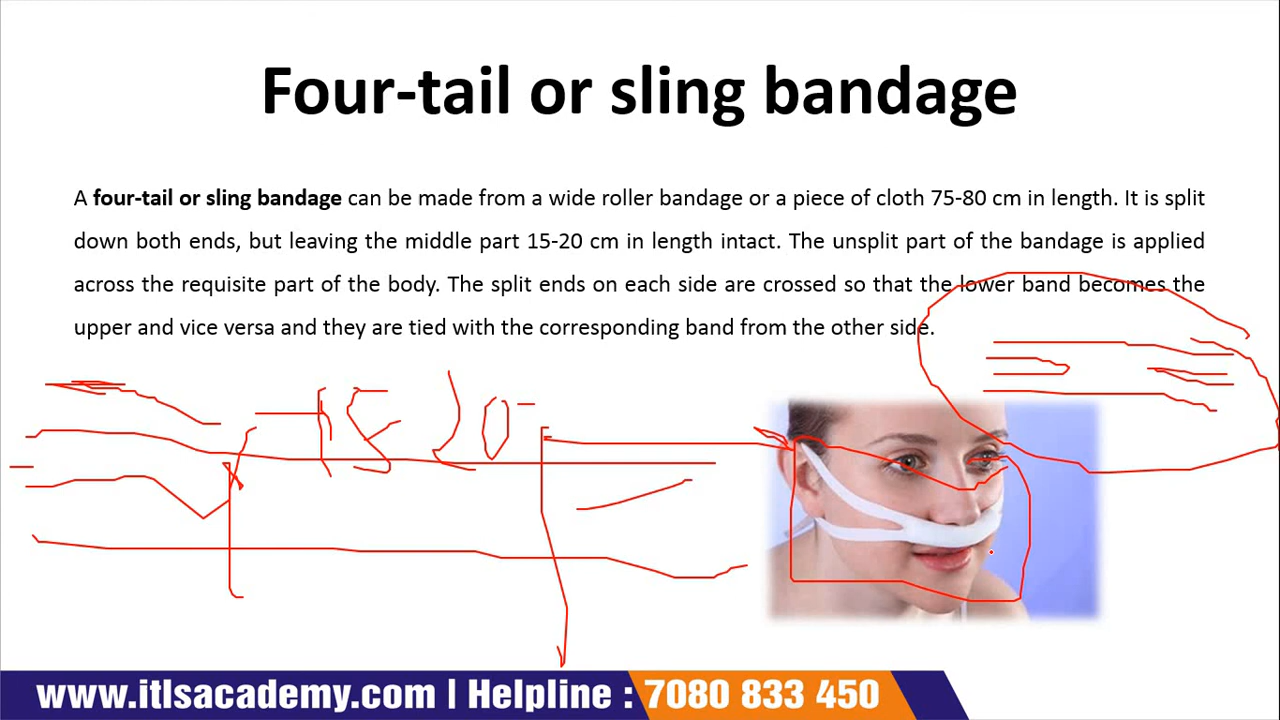 Four-tail or sling bandage
A four-tail or sling bandage can be made from a wide roller bandage or a piece of cloth 75-80 cm in length. It is split
down both ends, but leaving the middle part 15-20 cm in length intact. The unsplit part of the bandage is applied
across the requisite part of the body. The split ends on each side are crossed so that the lower band becomes the
upper and vice versa and they are tied with the corresponding band from the other side.
15 20
www.itlsacademy.com | Helpline : 7080 833 450